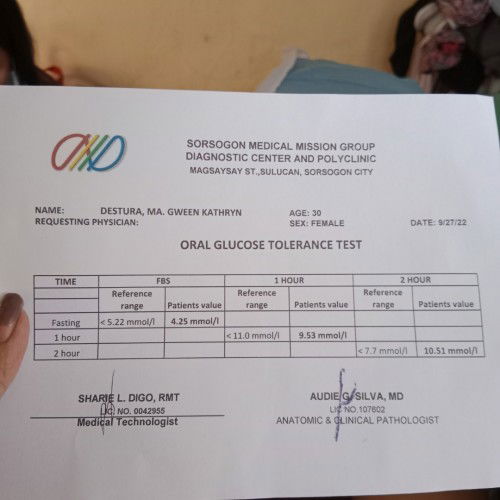 SORSOGON MEDICAL MISSION GROUP
DIAGNOSTIC CENTER AND POLYCLINIC
MAGSAYSAY ST.,SULUCAN, SORSOGON CITY
NAME: DESTURA, MA. GWEEN KATHRYN AGE: 30
REQUESTING PHYSICIAN: SEX: FEMALE DATE: 9/27/22
ORAL GLUCOSE TOLERANCE TEST
TIME FBS 1 HOUR 2 HOUR
Reference range Patients value Reference range Patients value Reference range Patients value
Fasting < 5.22 mmol/l 4.25 mmol/l
1 hour < 11.0 mmol/l 9.53 mmol/l
2 hour < 7.7 mmol/l 10.51 mmol/l
SHARIE L. DIGO, RMT AUDIE G. SILVA, MD
LIC. NO. 0042955 LIC NO.107602
Medical Technologist ANATOMIC & CLINICAL PATHOLOGIST